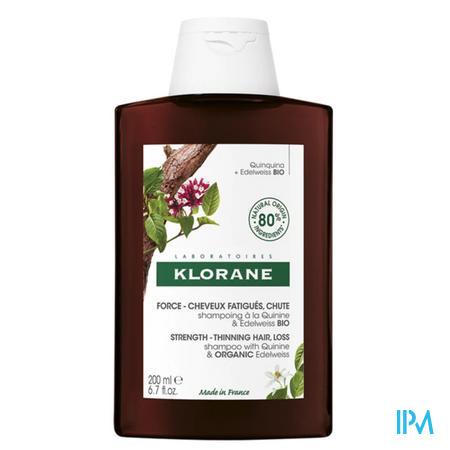 Quinquina
+ Edelweiss BIO
NATURAL ORIGIN
80%
INGREDIENTS*
LABORATOIRES
KLORANE
FORCE - CHEVEUX FATIGUÉS, CHUTE
shampoing à la Quinine
& Edelweiss BIO
STRENGTH - THINNING HAIR, LOSS
shampoo with Quinine
& ORGANIC Edelweiss
200 ml e
6.7 fl.oz.
Made in France
IPM